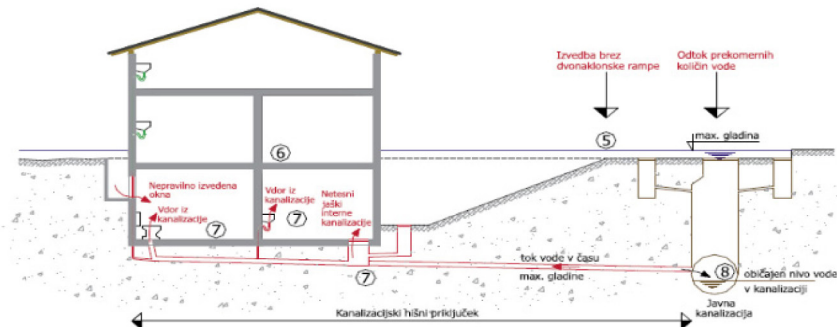 Izvedba brez
dvonaklonske rampe
Odtok prekomernih
količin vode
max. gladina
5
6
Nepravilno izvedena
okna
Vdor iz
kanalizacije
7
Vdor iz
kanalizacije
7
Netesni
jaški
interne
kanalizacije
7
tok vode v času
max. gladine
8
običajen nivo vode
v kanalizaciji
Javna
kanalizacija
Kanalizacijski hišni priključek